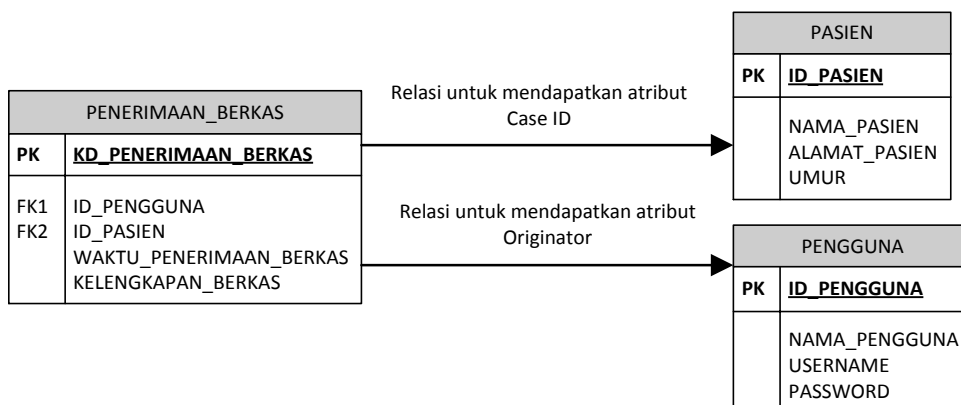 PENERIMAAN_BERKAS
PK KD_PENERIMAAN_BERKAS
FK1 ID_PENGGUNA
FK2 ID_PASIEN
WAKTU_PENERIMAAN_BERKAS
KELENGKAPAN_BERKAS
Relasi untuk mendapatkan atribut
Case ID
Relasi untuk mendapatkan atribut
Originator
PASIEN
PK ID_PASIEN
NAMA_PASIEN
ALAMAT_PASIEN
UMUR
PENGGUNA
PK ID_PENGGUNA
NAMA_PENGGUNA
USERNAME
PASSWORD